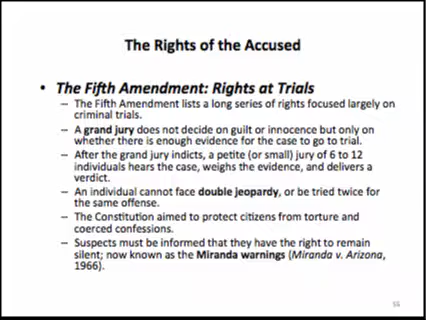 The Rights of the Accused
• The Fifth Amendment: Rights at Trials
– The Fifth Amendment lists a long series of rights focused largely on
criminal trials.
– A grand jury does not decide on guilt or innocence but only on
whether there is enough evidence for the case to go to trial.
– After the grand jury indicts, a petite (or small) jury of 6 to 12
individuals hears the case, weighs the evidence, and delivers a
verdict.
– An individual cannot face double jeopardy, or be tried twice for
the same offense.
– The Constitution aimed to protect citizens from torture and
coerced confessions.
– Suspects must be informed that they have the right to remain
silent; now known as the Miranda warnings (Miranda v. Arizona,
1966).